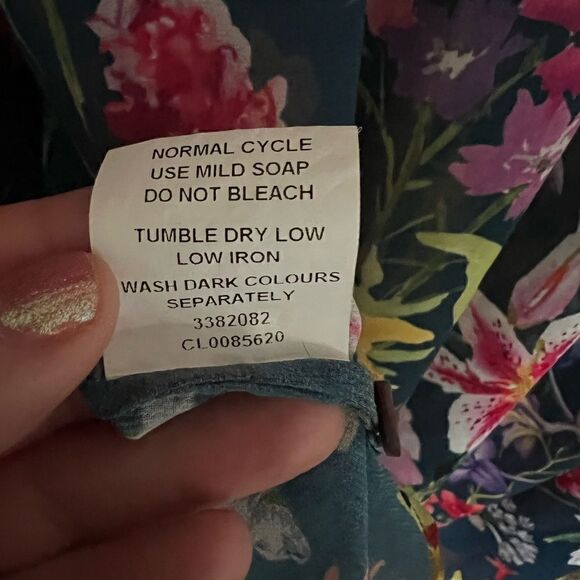 NORMAL CYCLE
USE MILD SOAP
DO NOT BLEACH
TUMBLE DRY LOW
LOW IRON
WASH DARK COLOURS
SEPARATELY
3382082
CL0085620